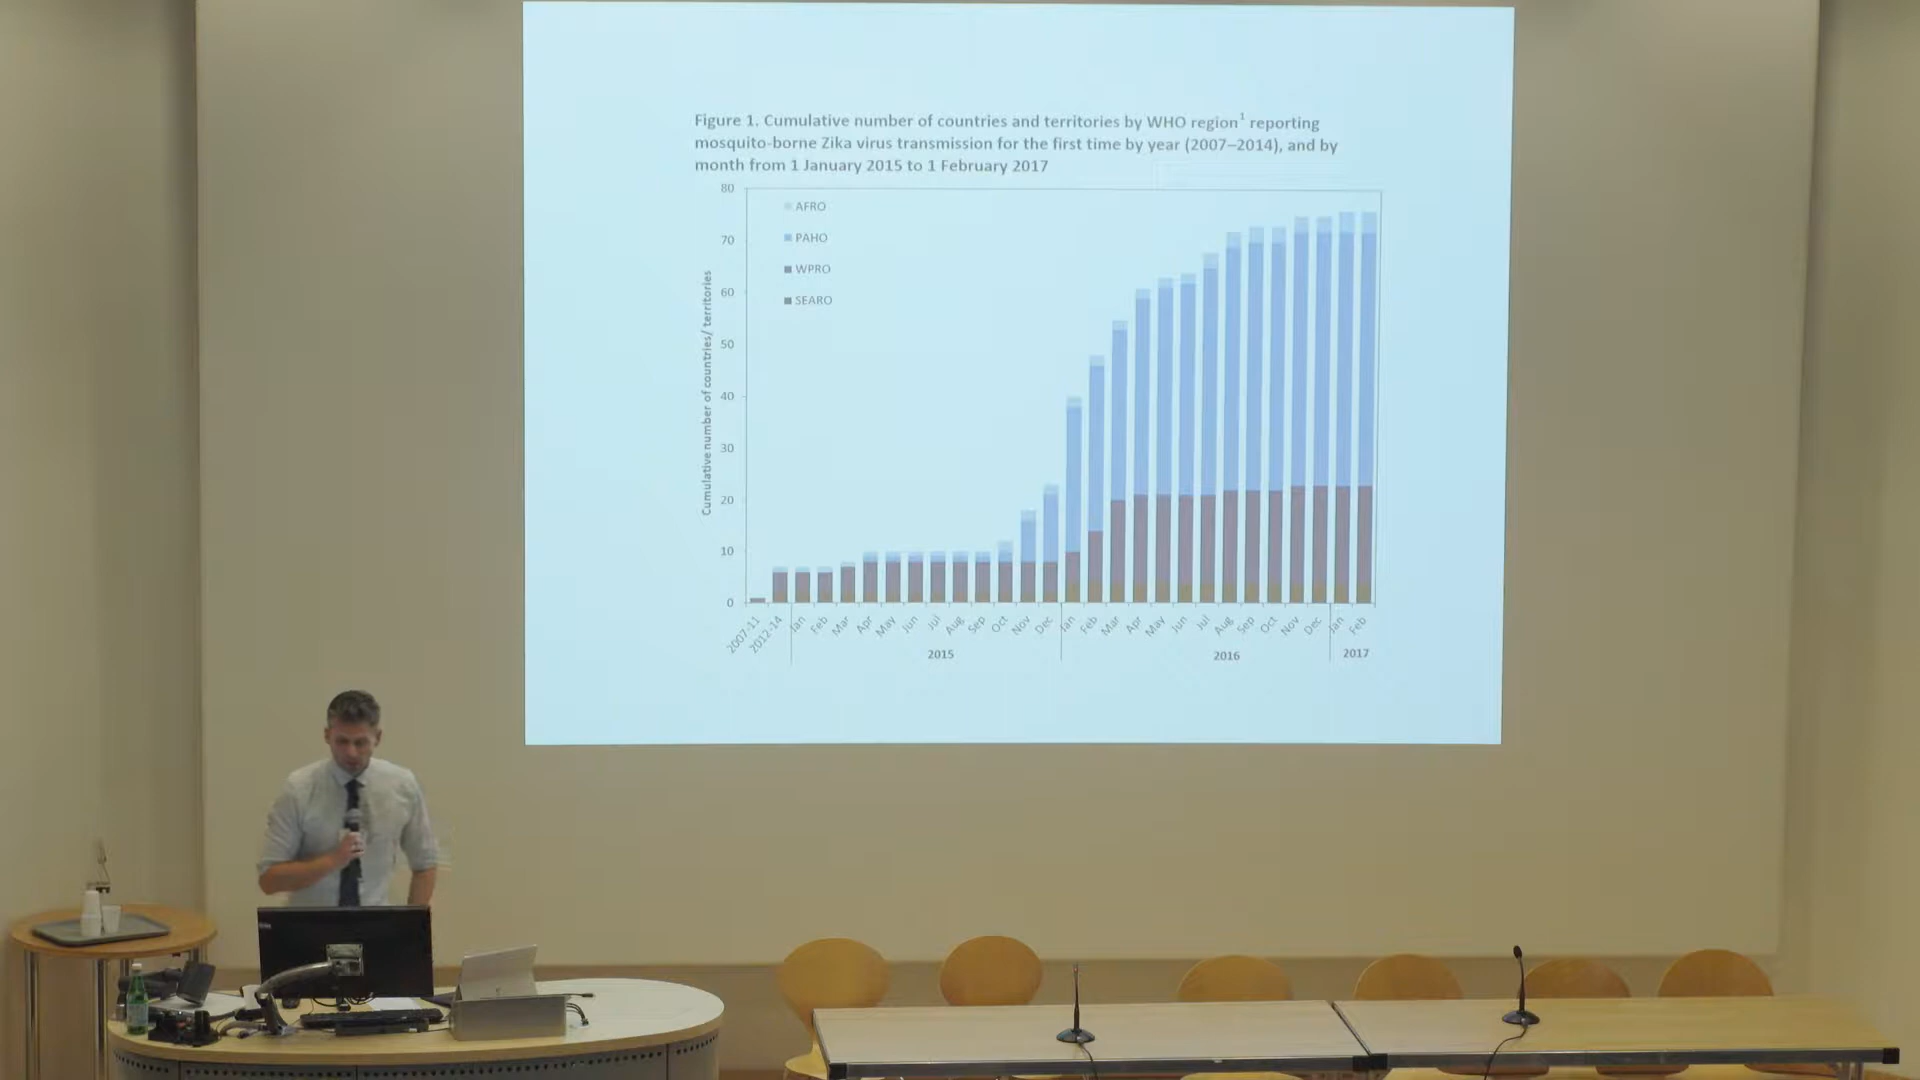 Figure 1. Cumulative number of countries and territories by WHO region¹ reporting
mosquito-borne Zika virus transmission for the first time by year (2007–2014), and by
month from 1 January 2015 to 1 February 2017
80
70
60
50
40
30
20
10
0
Cumulative number of countries/ territories
AFRO
PAHO
WPRO
SEARO
2007-11 2012-14 Jan Feb Mar Apr May Jun Jul Aug Sep Oct Nov Dec Jan Feb Mar Apr May Jun Jul Aug Sep Oct Nov Dec Jan Feb
2015 2016 2017